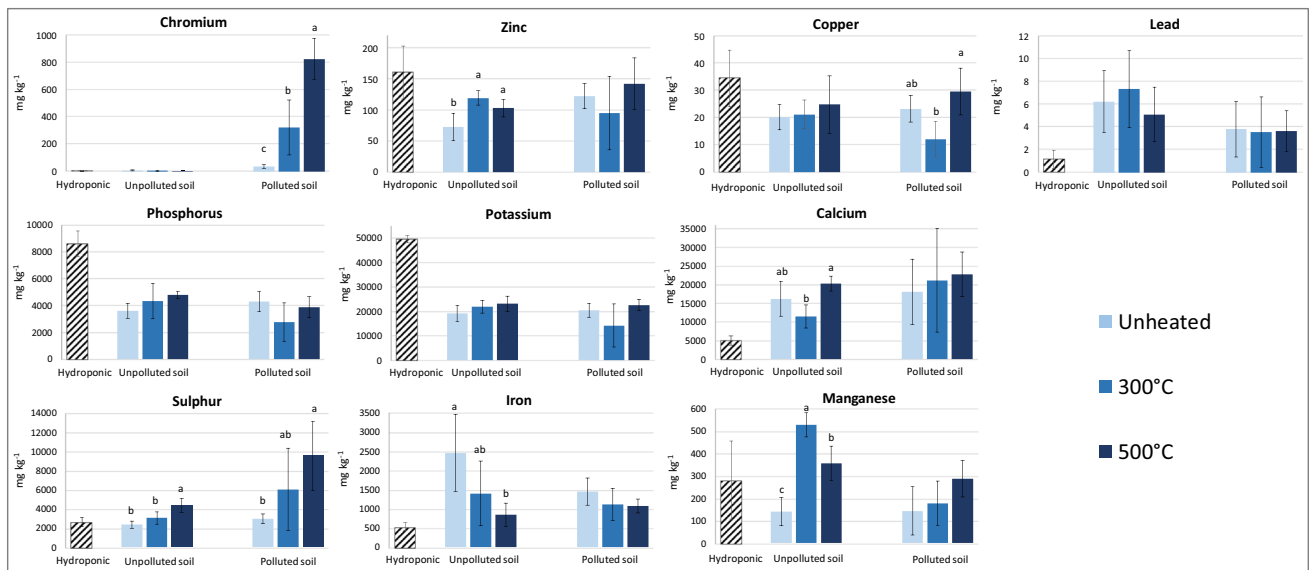 Chromium
1000
800
600
400
200
0
mg kg-1
c
b
a
Hydroponic
Unpolluted soil
Polluted soil
Zinc
200
150
100
50
0
mg kg-1
b
a
a
Hydroponic
Unpolluted soil
Polluted soil
Copper
50
40
30
20
10
0
mg kg-1
ab
b
a
Hydroponic
Unpolluted soil
Polluted soil
Lead
12
10
8
6
4
2
0
mg kg-1
Hydroponic
Unpolluted soil
Polluted soil
Phosphorus
10000
8000
6000
4000
2000
0
mg kg-1
Hydroponic
Unpolluted soil
Polluted soil
Potassium
50000
40000
30000
20000
10000
0
mg kg-1
Hydroponic
Unpolluted soil
Polluted soil
Calcium
35000
30000
25000
20000
15000
10000
5000
0
mg kg-1
ab
b
a
Hydroponic
Unpolluted soil
Polluted soil
Unheated
300°C
500°C
Sulphur
14000
12000
10000
8000
6000
4000
2000
0
mg kg-1
b
b
a
b
ab
a
Hydroponic
Unpolluted soil
Polluted soil
Iron
3500
3000
2500
2000
1500
1000
500
0
mg kg-1
a
ab
b
Hydroponic
Unpolluted soil
Polluted soil
Manganese
600
500
400
300
200
100
0
mg kg-1
c
a
b
Hydroponic
Unpolluted soil
Polluted soil